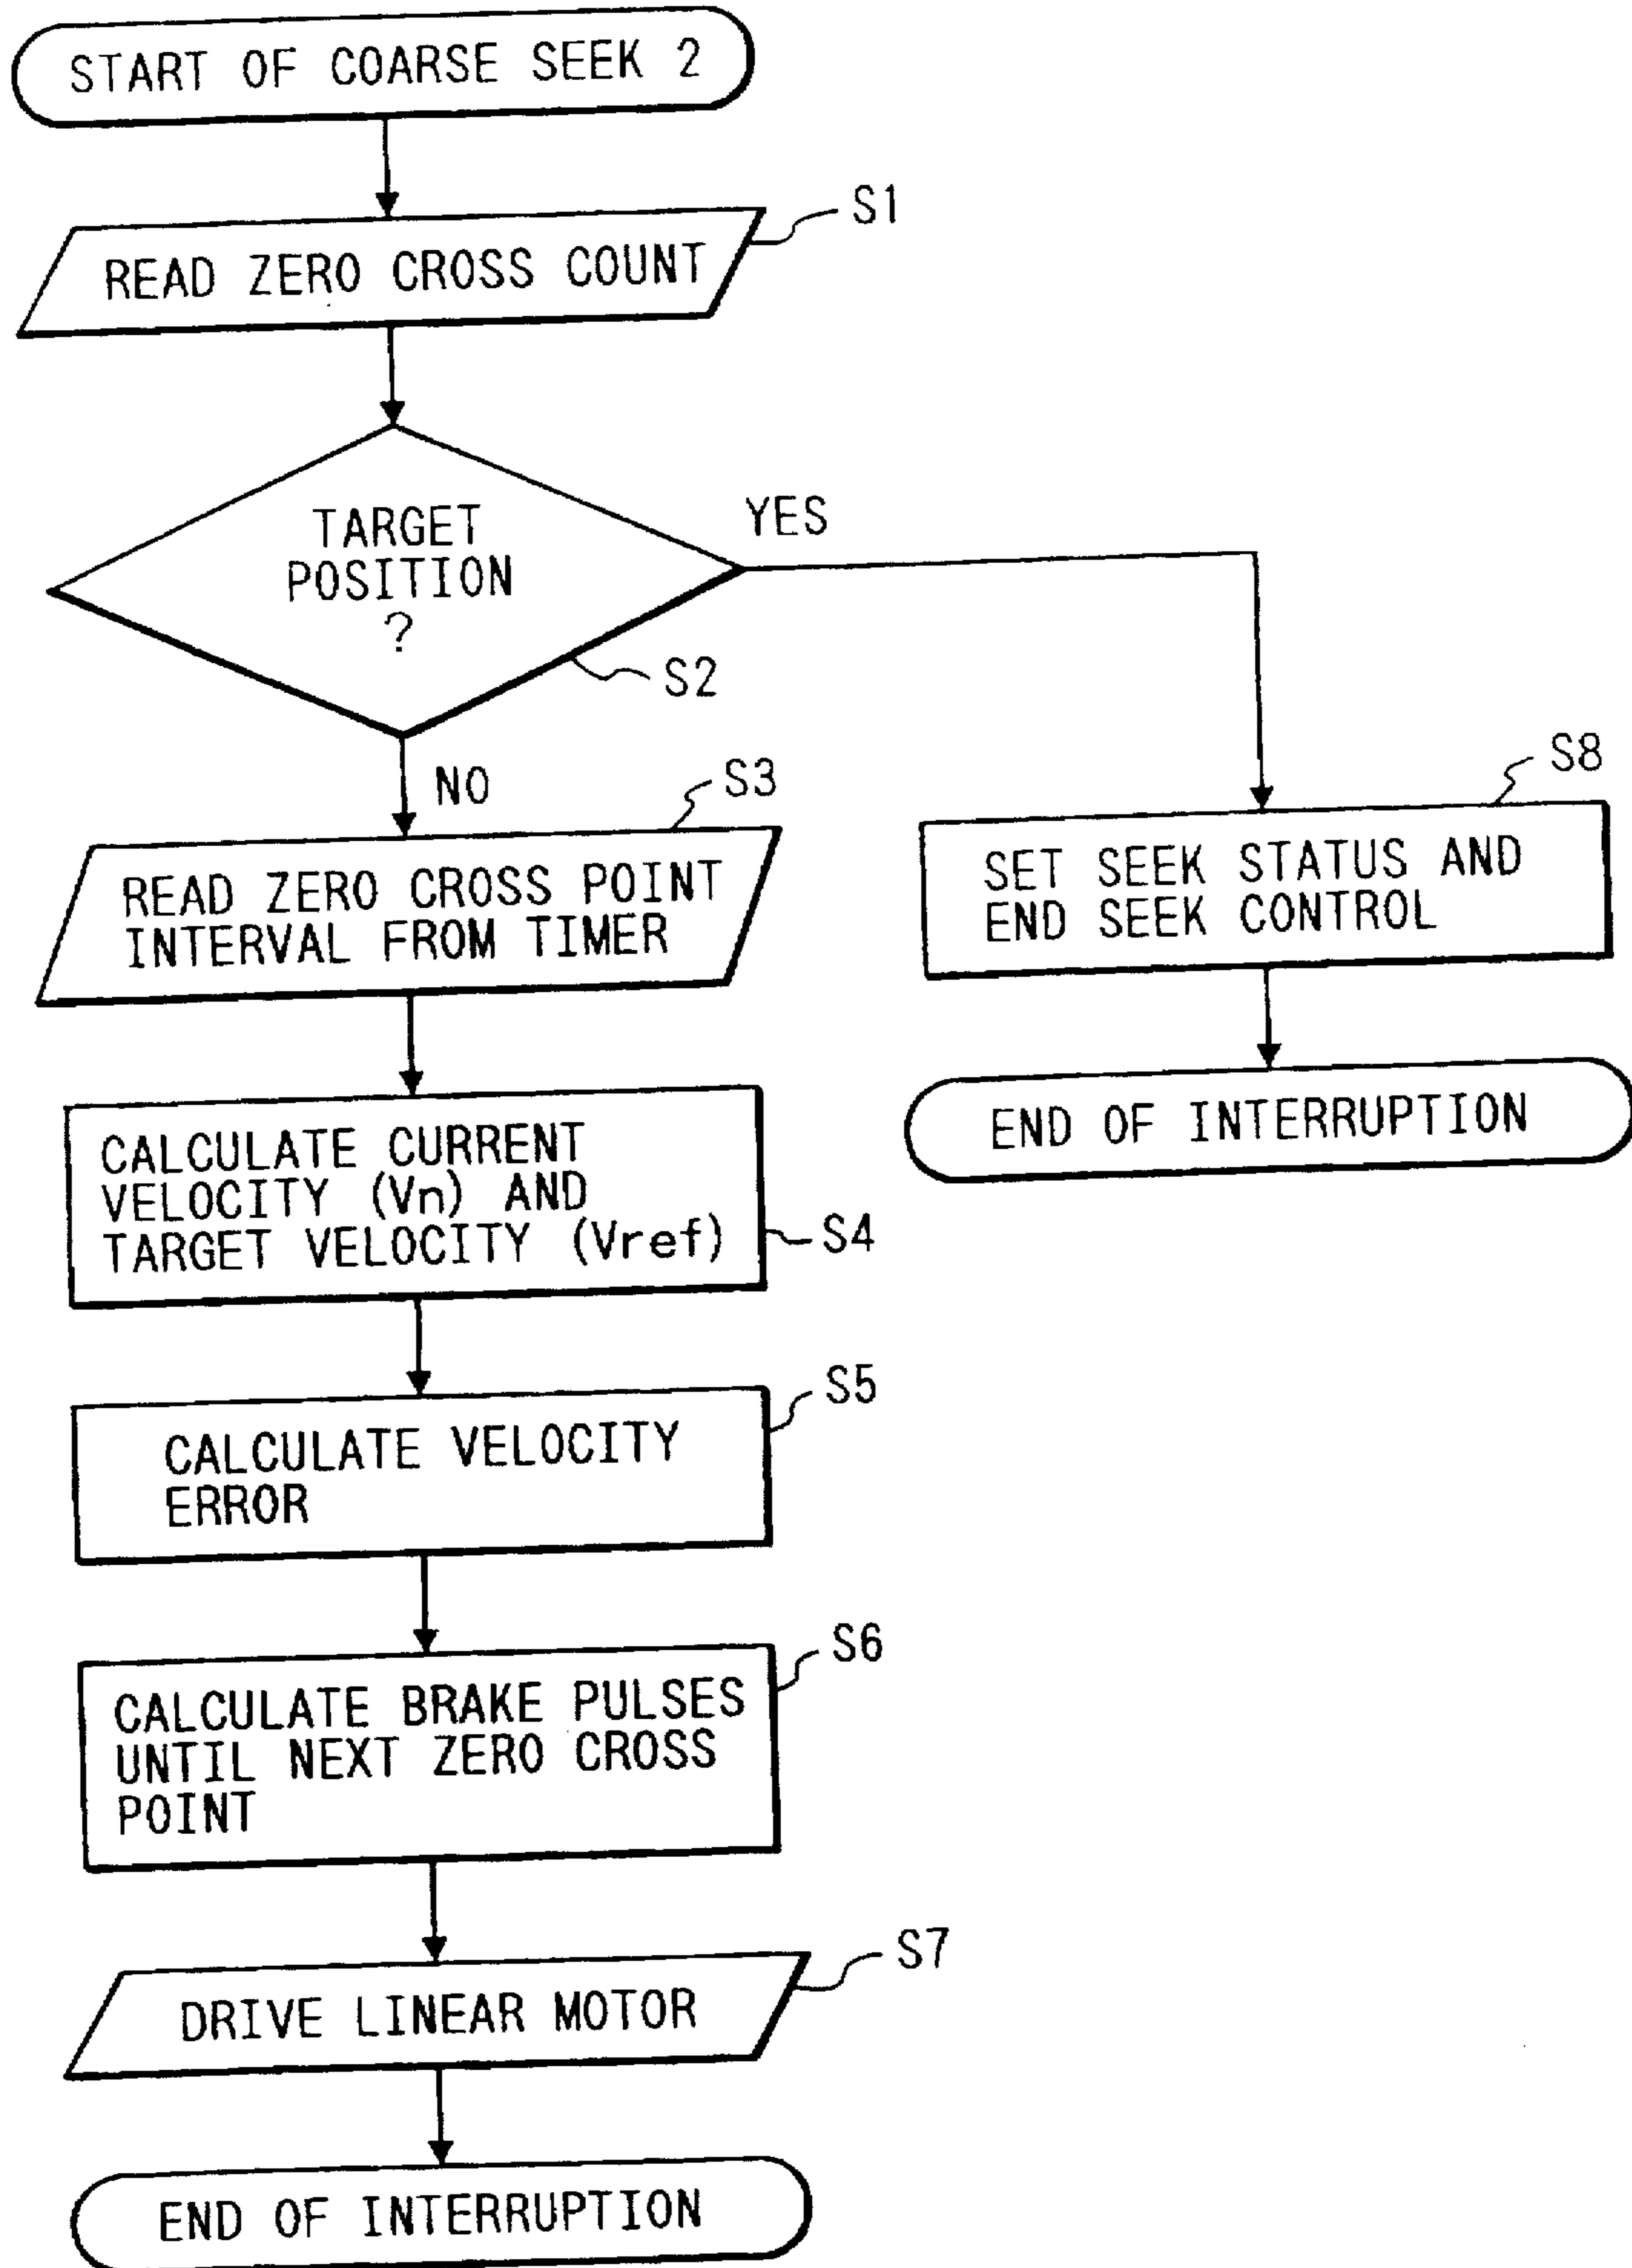 START OF COARSE SEEK 2
S1
READ ZERO CROSS COUNT
TARGET
POSITION
?
YES
S2
NO
S3
READ ZERO CROSS POINT
INTERVAL FROM TIMER
S8
SET SEEK STATUS AND
END SEEK CONTROL
END OF INTERRUPTION
CALCULATE CURRENT
VELOCITY (Vn) AND
TARGET VELOCITY (Vref)
S4
S5
CALCULATE VELOCITY
ERROR
S6
CALCULATE BRAKE PULSES
UNTIL NEXT ZERO CROSS
POINT
S7
DRIVE LINEAR MOTOR
END OF INTERRUPTION